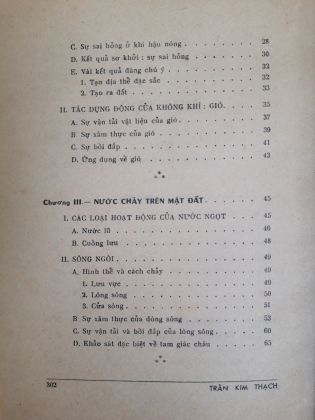 C. Sự sai hỏng ở khí hậu nóng . . . . . . . . 28
D. Kết quả sơ khởi : sự sai hỏng . . . . . . . 30
E. Vài kết quả đáng chú ý . . . . . . . . . 32
1. Tạo địa thế đặc sắc . . . . . . . . . 32
2. Tạo ra đất . . . . . . . . . . . . 33
II. TÁC DỤNG ĐỘNG CỦA KHÔNG KHÍ : GIÓ. . . . 35
A. Sự vận tải vật liệu của gió . . . . . . . . 37
B. Sự xâm thực của gió . . . . . . . . . . 39
C. Sự bồi đắp . . . . . . . . . . . . 41
D. Ứng dụng về gió . . . . . . . . . . . 43
Chương III.— NƯỚC CHẢY TRÊN MẶT ĐẤT. . . . . . 45
I. CÁC LOẠI HOẠT ĐỘNG CỦA NƯỚC NGỌT . . . . 45
A. Nước lũ . . . . . . . . . . . . . 46
B. Cuồng lưu . . . . . . . . . . . . 48
II. SÔNG NGÒI . . . . . . . . . . . . . 49
A. Hình thể và cách chảy . . . . . . . . . 49
1. Lưu vực . . . . . . . . . . . . . 49
2. Lòng sông . . . . . . . . . . . . 50
3. Cửa sông . . . . . . . . . . . . . 51
B Sự xâm thực của dòng sông . . . . . . . . 53
C. Sự vận tải và bồi đắp của lòng sông. . . . . . 60
D. Khảo sát đặc biệt về tam giác châu . . . . . . 65
302
TRẦN KIM THẠCH